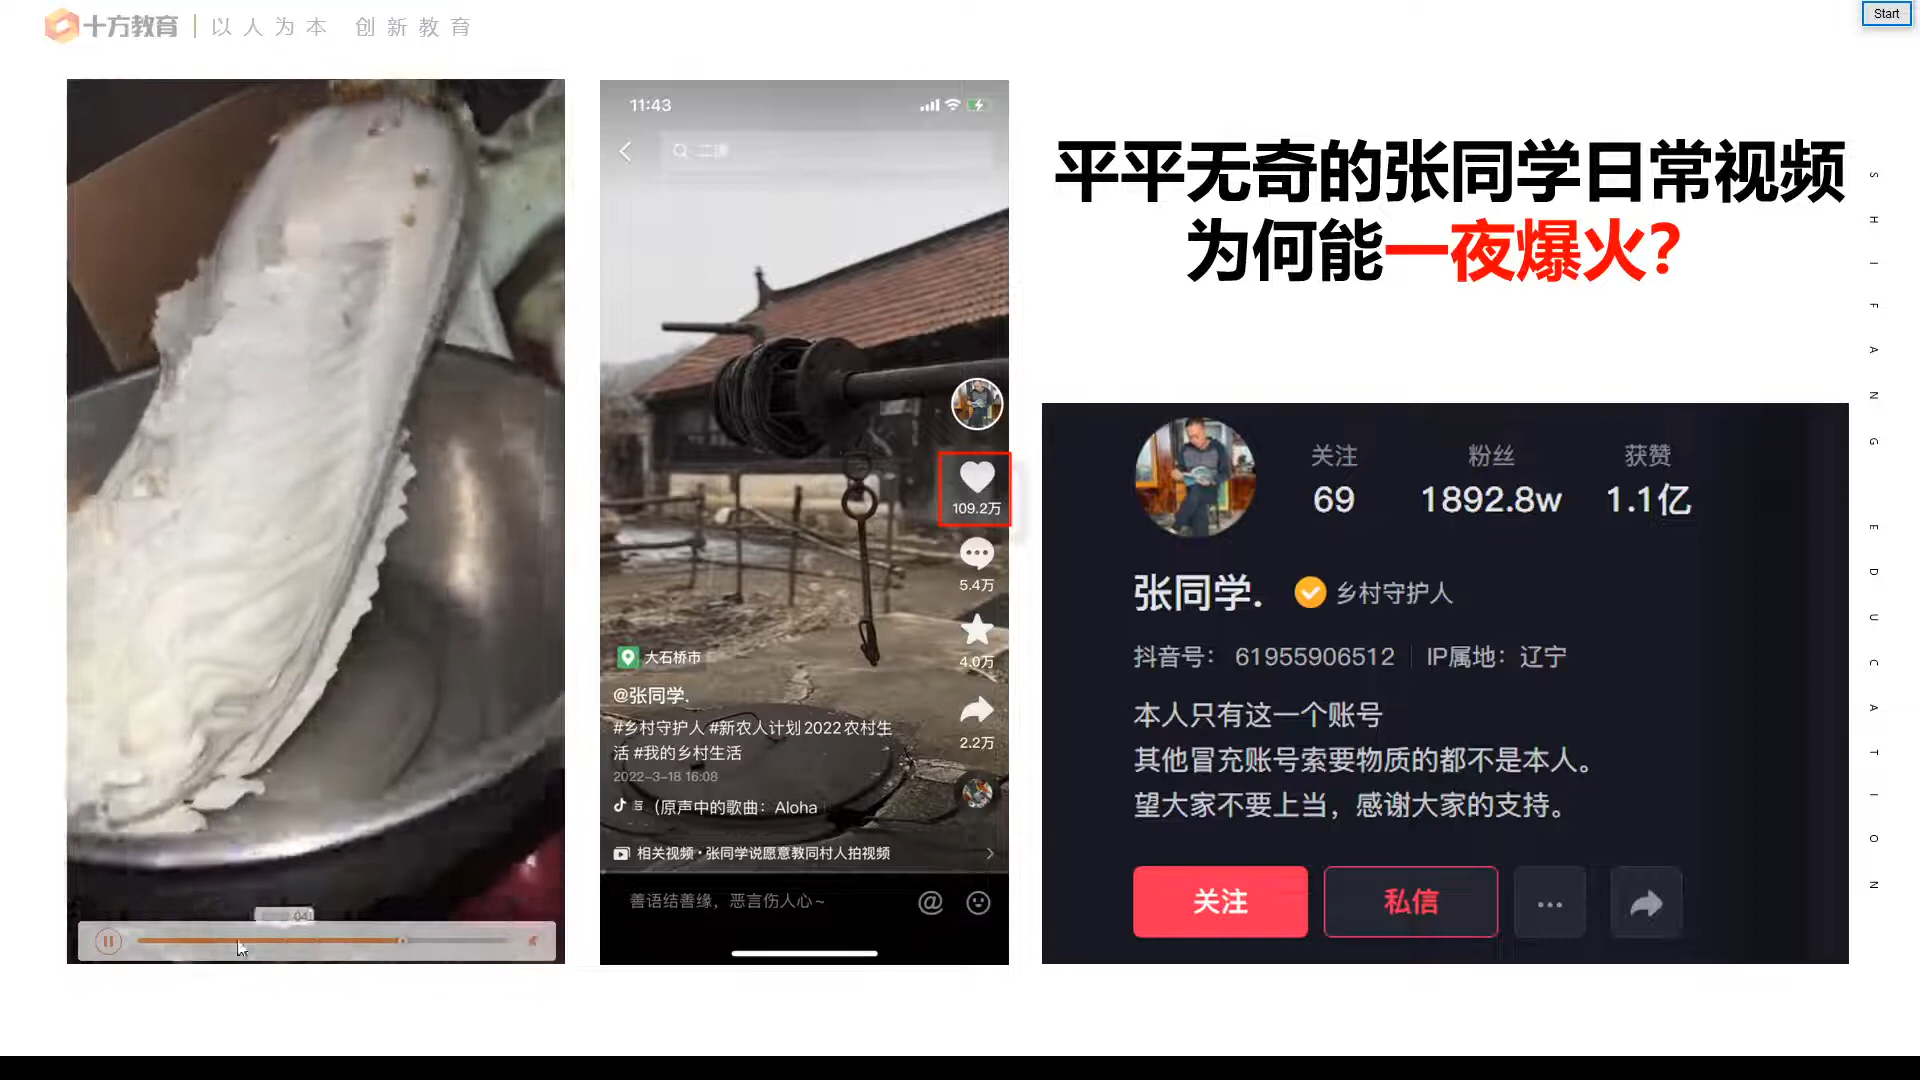 十方教育
以人为本 创新教育
Start
11:43
109.2万
5.4万
4.0万
2.2万
大石桥市
@张同学.
#乡村守护人 #新农人计划2022农村生
活 #我的乡村生活
2022-3-18 16:08
(原声中的歌曲：Aloha
相关视频·张同学说愿意教同村人拍视频
善语结善缘，恶言伤人心~
平平无奇的张同学日常视频
为何能一夜爆火?
关注 粉丝 获赞
69 1892.8w 1.1亿
张同学. 乡村守护人
抖音号： 61955906512 IP属地：辽宁
本人只有这一个账号
其他冒充账号索要物质的都不是本人。
望大家不要上当，感谢大家的支持。
关注 私信
SHIFANG EDUCATION